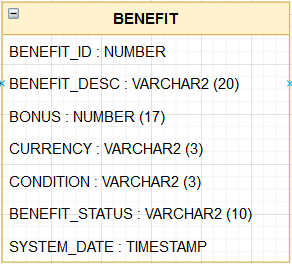 BENEFIT
BENEFIT_ID : NUMBER
BENEFIT_DESC : VARCHAR2 (20)
BONUS : NUMBER (17)
CURRENCY : VARCHAR2 (3)
CONDITION : VARCHAR2 (3)
BENEFIT_STATUS : VARCHAR2 (10)
SYSTEM_DATE : TIMESTAMP